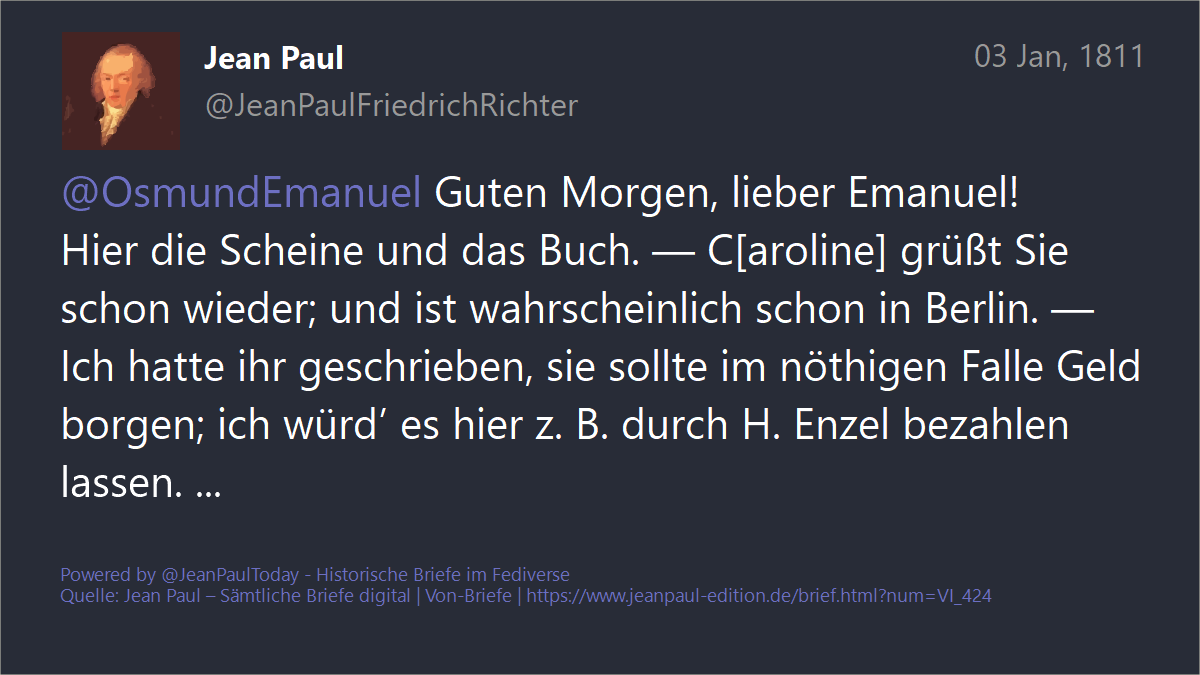 Jean Paul
03 Jan, 1811
@JeanPaulFriedrichRichter
@OsmundEmanuel Guten Morgen, lieber Emanuel!
Hier die Scheine und das Buch. — C[aroline] grüßt Sie
schon wieder; und ist wahrscheinlich schon in Berlin. —
Ich hatte ihr geschrieben, sie sollte im nöthigen Falle Geld
borgen; ich würd’ es hier z. B. durch H. Enzel bezahlen
lassen. ...
Powered by @JeanPaulToday - Historische Briefe im Fediverse
Quelle: Jean Paul – Sämtliche Briefe digital | Von-Briefe | https://www.jeanpaul-edition.de/brief.html?num=VI_424